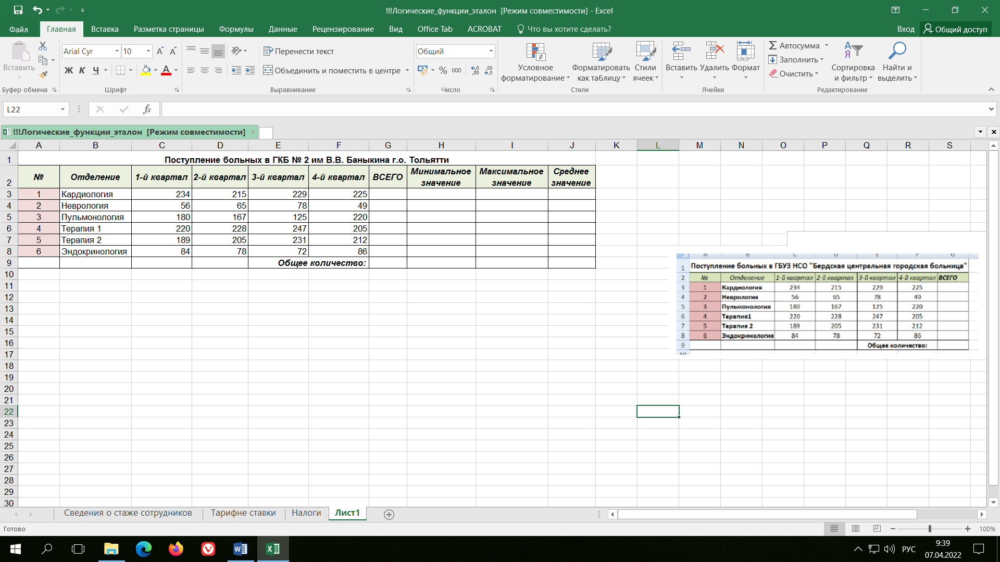 !!!Логические_функции_эталон  [Режим совместимости] - Excel
Файл Главная Вставка Разметка страницы Формулы Данные Рецензирование Вид Office Tab ACROBAT Что вы хотите сделать? Вход Общий доступ
Вставить
Буфер обмена
Arial Cyr 10
Ж К Ч А
Шрифт
Перенести текст
Объединить и поместить в центре
Выравнивание
Общий
% 000
Число
Условное форматирование
Форматировать как таблицу
Стили ячеек
Стили
Вставить Удалить Формат
Ячейки
Автосумма
Заполнить
Очистить
Сортировка и фильтр
Найти и выделить
Редактирование
L22 fx
!!!Логические_функции_эталон  [Режим совместимости]
A B C D E F G H I J K L M N O P Q R S
1 Поступление больных в ГКБ № 2 им В.В. Баныкина г.о. Тольятти
2 № Отделение 1-й квартал 2-й квартал 3-й квартал 4-й квартал ВСЕГО Минимальное значение Максимальное значение Среднее значение
3 1 Кардиология 234 215 229 225
4 2 Неврология 56 65 78 49
5 3 Пульмонология 180 167 125 220
6 4 Терапия 1 220 228 247 205
7 5 Терапия 2 189 205 231 212
8 6 Эндокринология 84 78 72 86
9 Общее количество:
10
11
12
13
14
15
16
17
18
19
20
21
22
23
24
25
26
27
28
29
30
A B C D E F G
1 Поступление больных в ГБУЗ НСО "Бердская центральная городская больница"
2 № Отделение 1-й квартал 2-й квартал 3-й квартал 4-й квартал ВСЕГО
3 1 Кардиология 234 215 229 225
4 2 Неврология 56 65 78 49
5 3 Пульмонология 180 167 125 220
6 4 Терапия1 220 228 247 205
7 5 Терапия 2 189 205 231 212
8 6 Эндокринология 84 78 72 86
9 Общее количество:
10
Сведения о стаже сотрудников Тарифне ставки Налоги Лист1
Готово 100%
РУС 9:39
07.04.2022